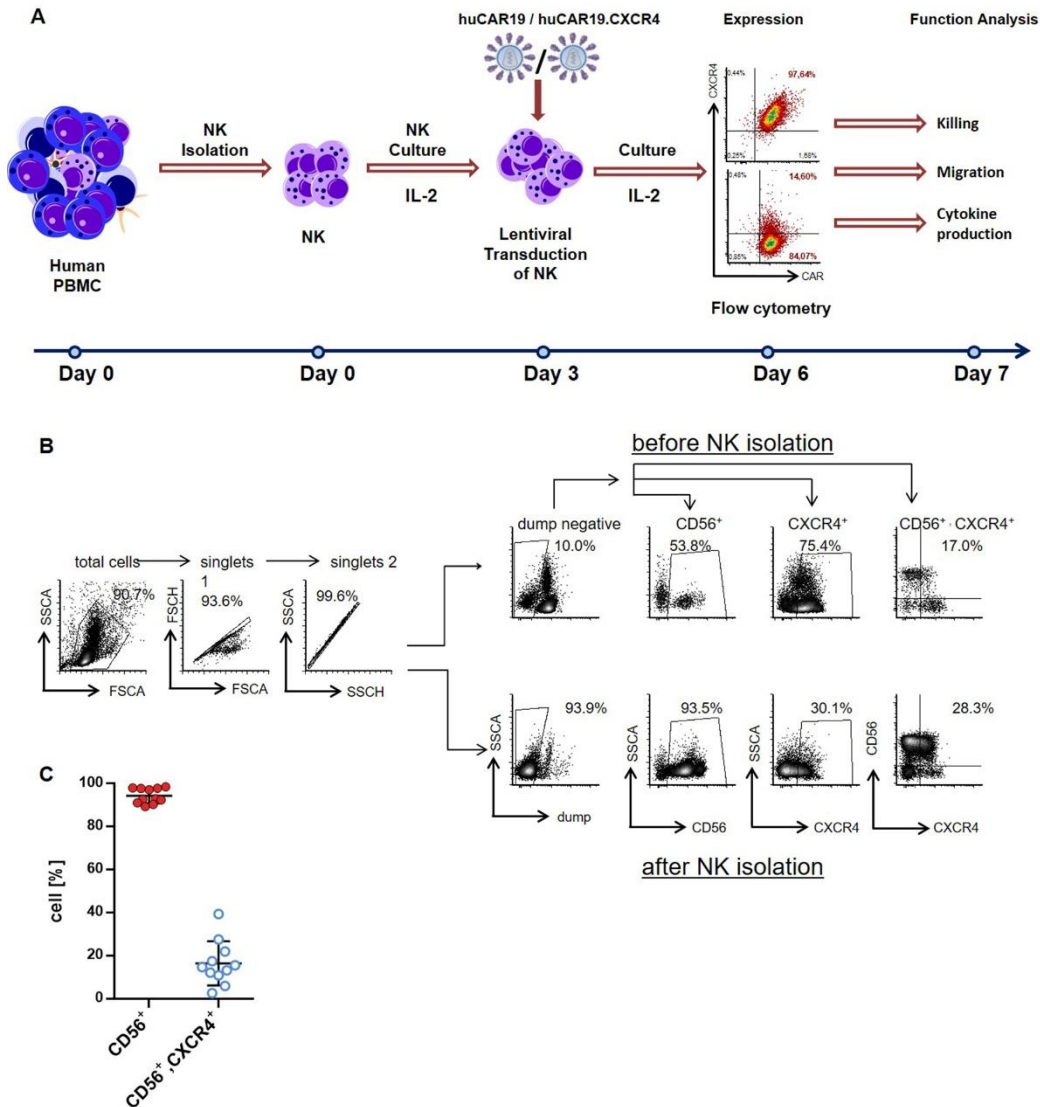 A
huCAR19 / huCAR19.CXCR4
Expression
Function Analysis
NK
Isolation
NK
Culture
IL-2
Culture
IL-2
CXCR4
0,44%
97,64%
0,25%
1,68%
0,48%
14,60%
0,85%
84,07%
CAR
Killing
Migration
Cytokine
production
Human
PBMC
NK
Lentiviral
Transduction
of NK
Flow cytometry
Day 0
Day 0
Day 3
Day 6
Day 7
B
before NK isolation
total cells
singlets
1
singlets 2
90.7%
93.6%
99.6%
SSCA
FSCA
FSCH
FSCA
SSCA
SSCH
dump negative
10.0%
CD56+
53.8%
CXCR4+
75.4%
CD56+ CXCR4+
17.0%
93.9%
93.5%
30.1%
28.3%
SSCA
dump
SSCA
CD56
SSCA
CXCR4
CD56
CXCR4
after NK isolation
C
cell [%]
100
80
60
40
20
0
CD56+
CD56+,CXCR4+